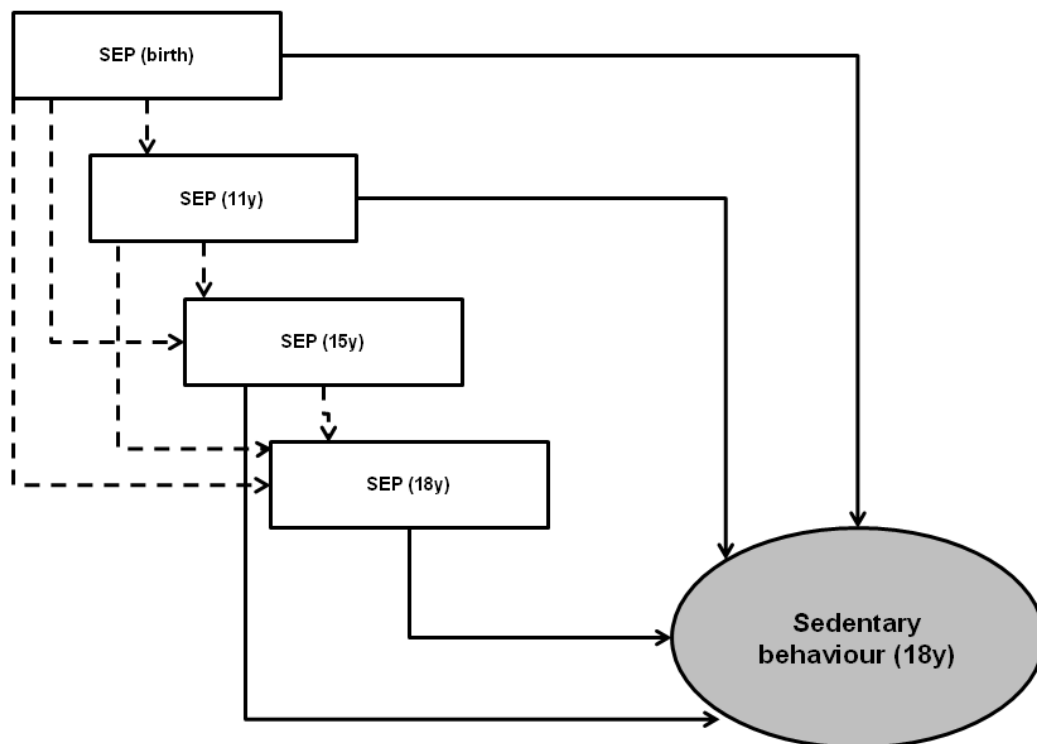 SEP (birth)
SEP (11y)
SEP (15y)
SEP (18y)
Sedentary
behaviour (18y)